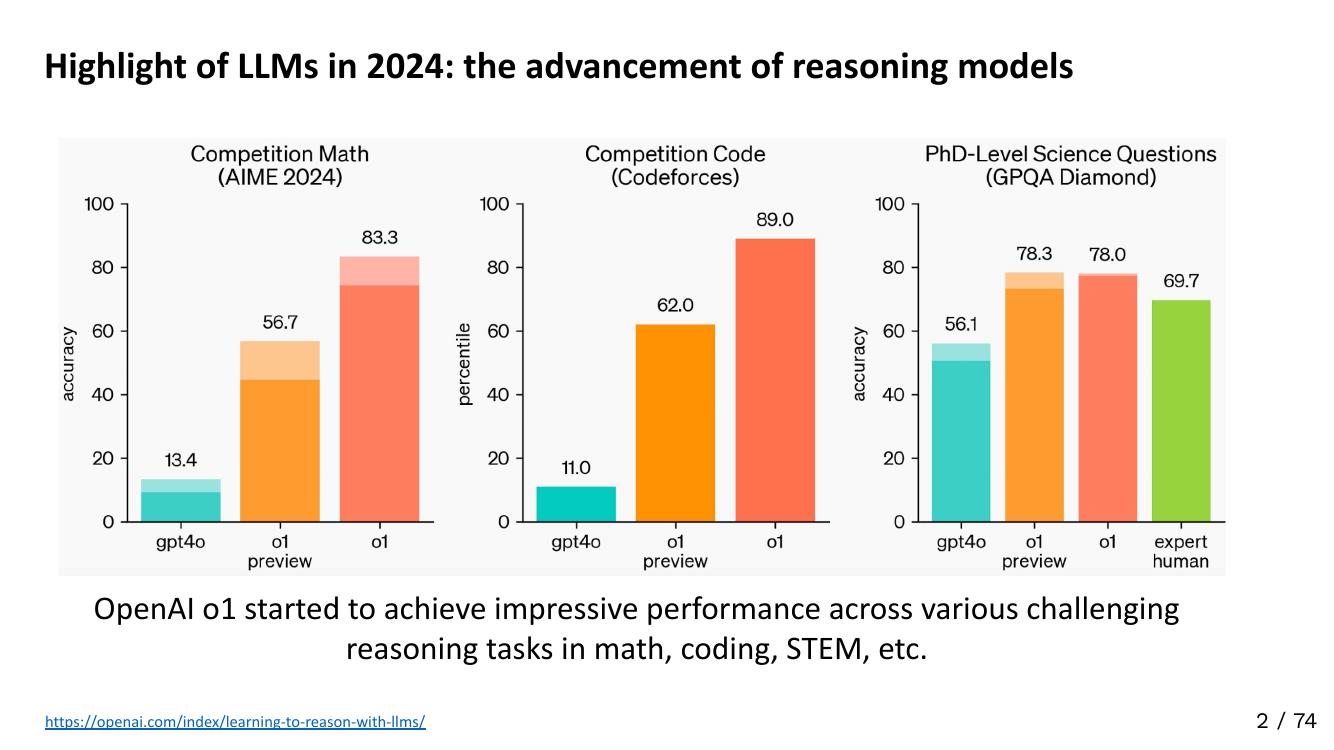 Highlight of LLMs in 2024: the advancement of reasoning models
Competition Math
(AIME 2024)
100
80
60
40
20
0
accuracy
13.4
56.7
83.3
gpt4o
o1
preview
o1
Competition Code
(Codeforces)
100
80
60
40
20
0
percentile
11.0
62.0
89.0
gpt4o
o1
preview
o1
PhD-Level Science Questions
(GPQA Diamond)
100
80
60
40
20
0
accuracy
56.1
78.3
78.0
69.7
gpt4o
o1
preview
o1
expert
human
OpenAI o1 started to achieve impressive performance across various challenging
reasoning tasks in math, coding, STEM, etc.
https://openai.com/index/learning-to-reason-with-llms/
2 / 74